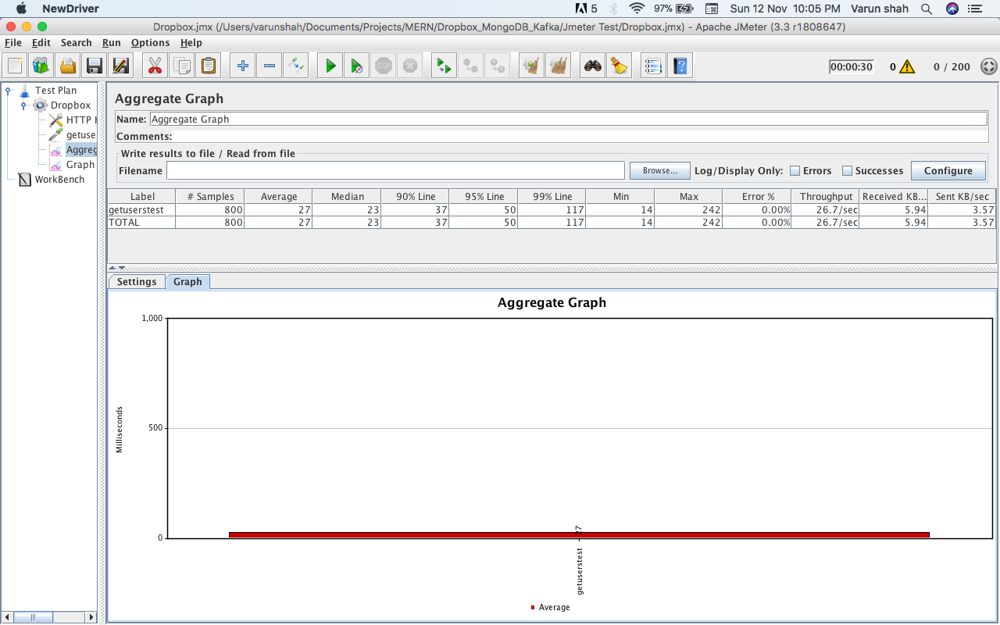 NewDriver 5 97% Sun 12 Nov 10:05 PM Varun shah
Dropbox.jmx (/Users/varunshah/Documents/Projects/MERN/Dropbox_MongoDB_Kafka/Jmeter Test/Dropbox.jmx) - Apache JMeter (3.3 r1808647)
File Edit Search Run Options Help
00:00:30 0 0 / 200
Test Plan
Dropbox
HTTP
getuse
Aggreg
Graph
WorkBench
Aggregate Graph
Name: Aggregate Graph
Comments:
Write results to file / Read from file
Filename Browse... Log/Display Only: Errors Successes Configure
Label # Samples Average Median 90% Line 95% Line 99% Line Min Max Error % Throughput Received KB... Sent KB/sec
getuserstest 800 27 23 37 50 117 14 242 0.00% 26.7/sec 5.94 3.57
TOTAL 800 27 23 37 50 117 14 242 0.00% 26.7/sec 5.94 3.57
Settings Graph
Aggregate Graph
1,000
500
0
Milliseconds
27
getuserstest
Average